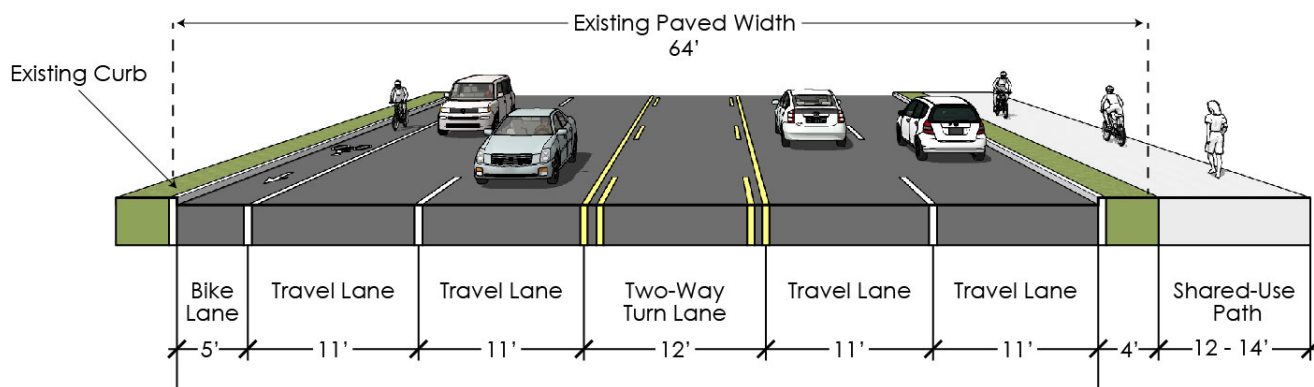 Existing Paved Width
64’
Existing Curb
Bike
Lane
Travel Lane
Travel Lane
Two-Way
Turn Lane
Travel Lane
Travel Lane
Shared-Use
Path
5’
11’
11’
12’
11’
11’
4’
12 - 14’